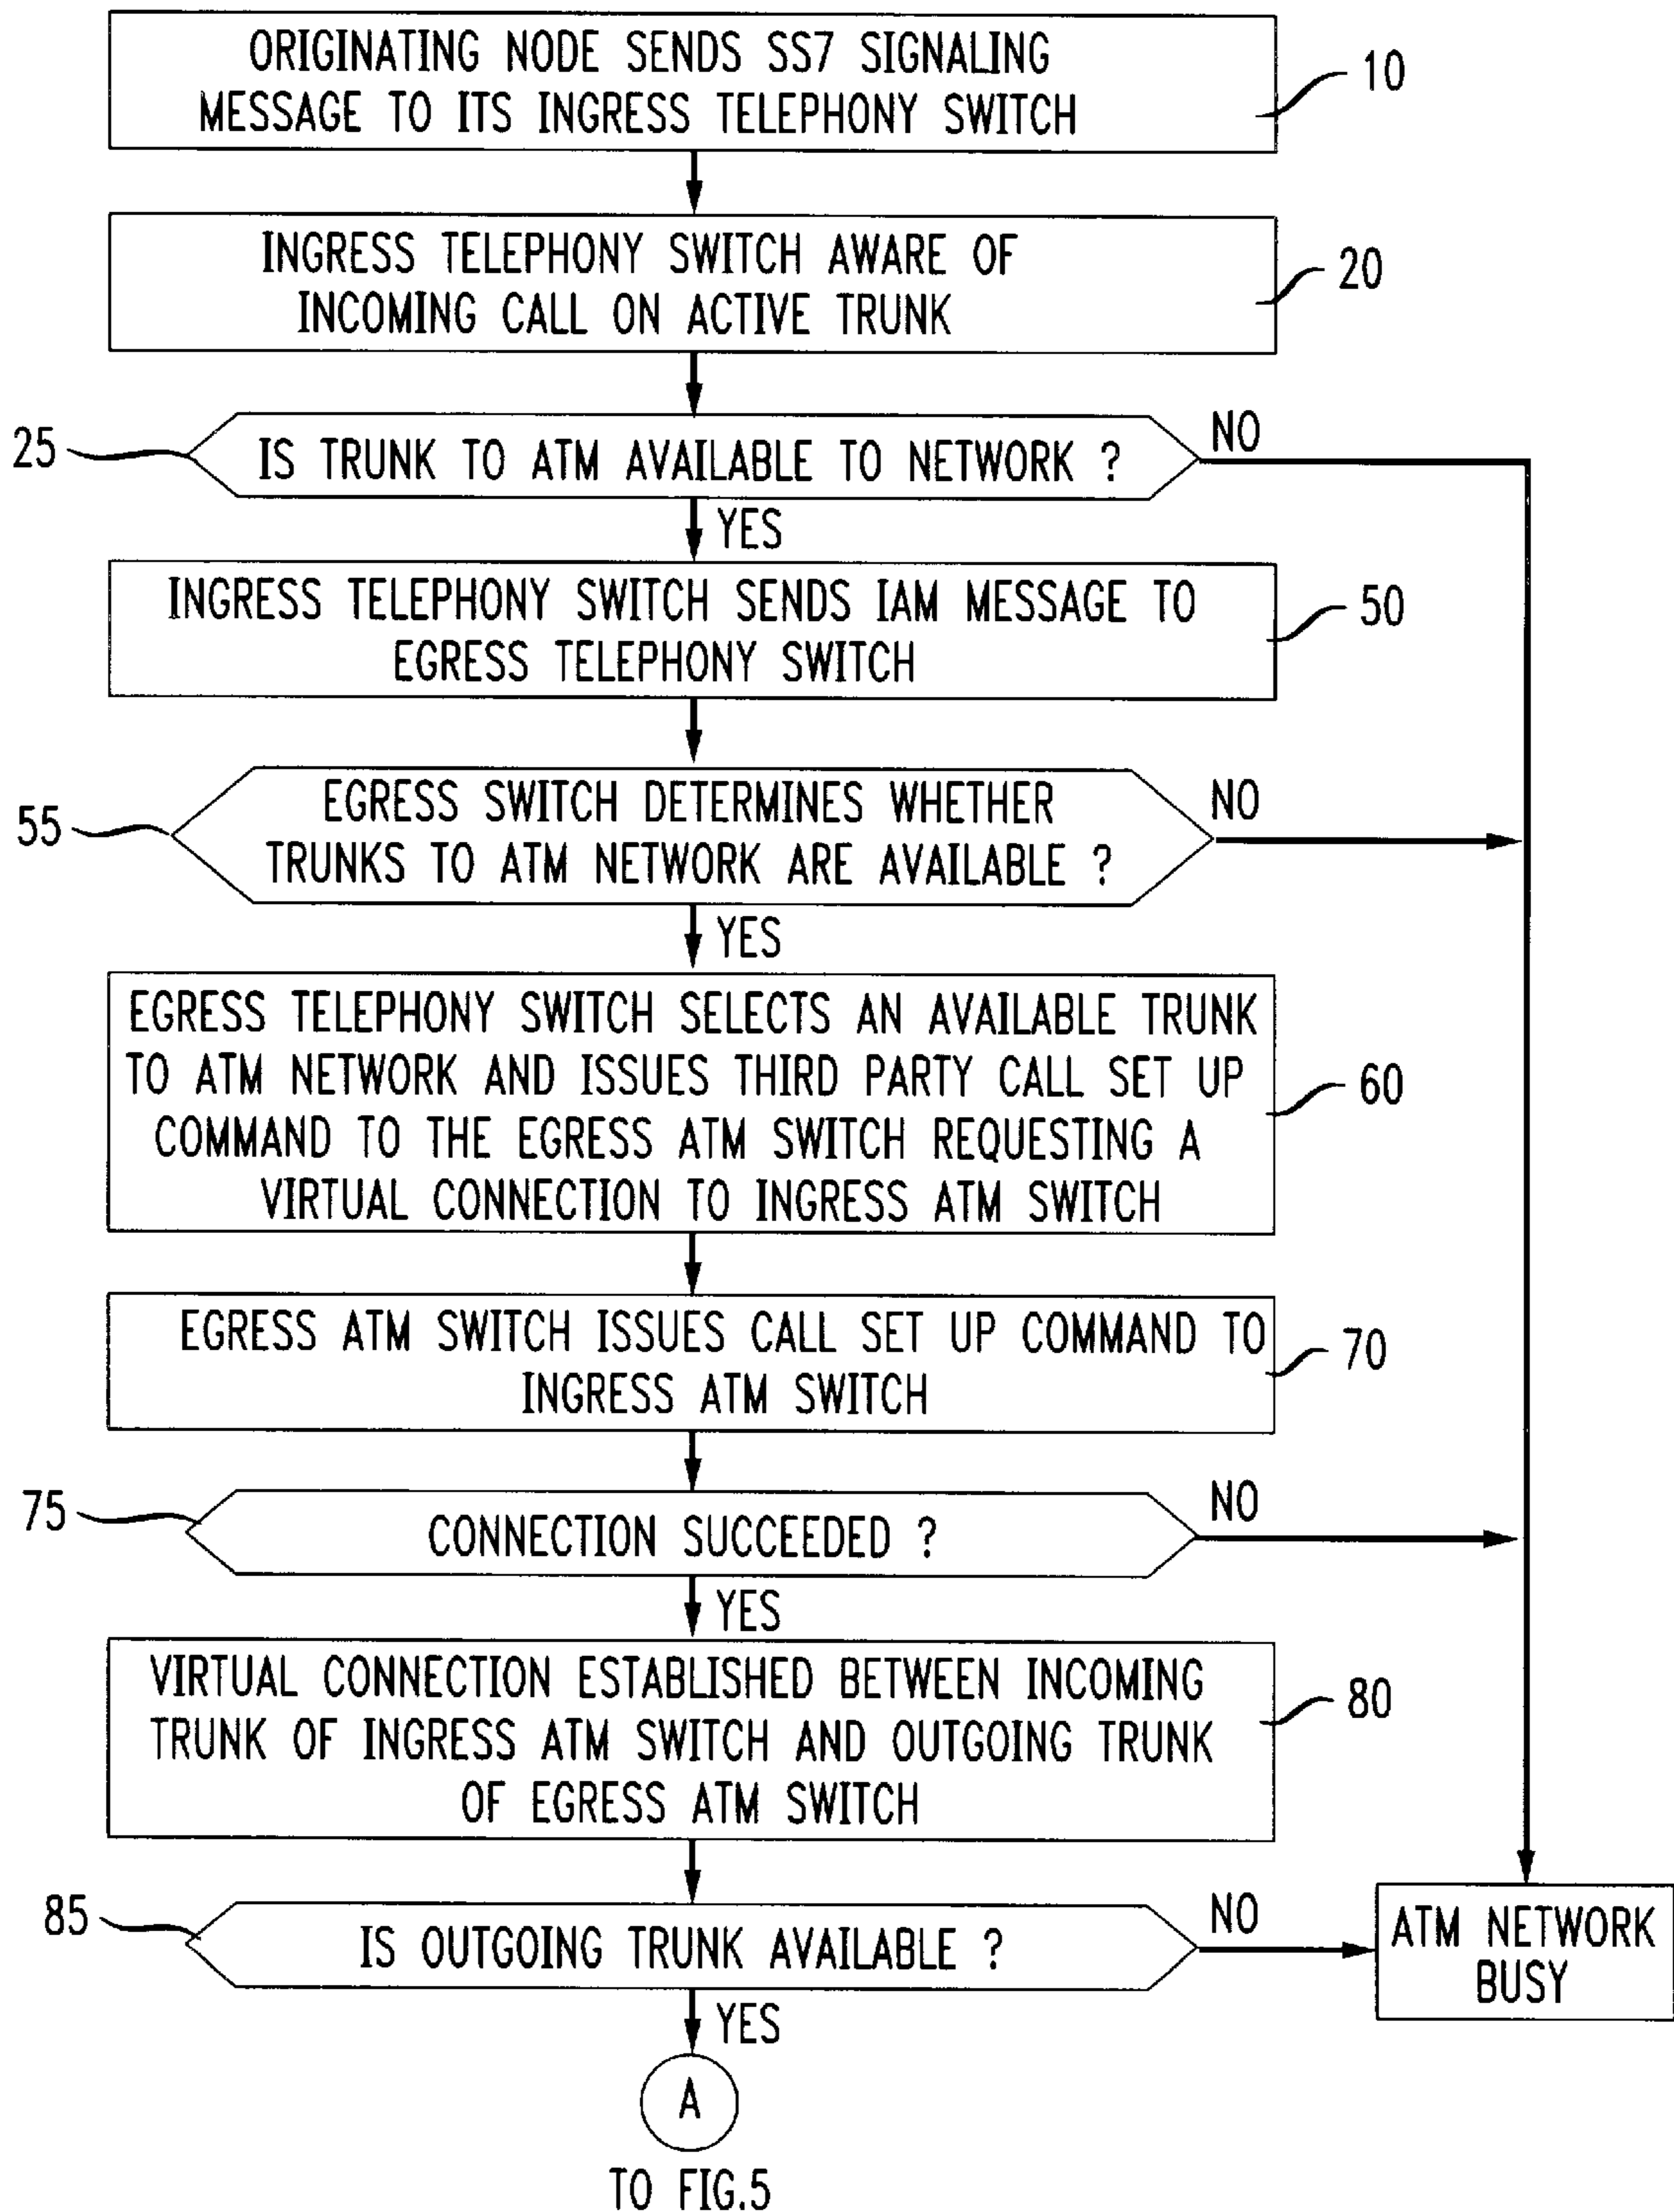 ORIGINATING NODE SENDS SS7 SIGNALING
MESSAGE TO ITS INGRESS TELEPHONY SWITCH
10
INGRESS TELEPHONY SWITCH AWARE OF
INCOMING CALL ON ACTIVE TRUNK
20
25
IS TRUNK TO ATM AVAILABLE TO NETWORK ?
NO
YES
INGRESS TELEPHONY SWITCH SENDS IAM MESSAGE TO
EGRESS TELEPHONY SWITCH
50
55
EGRESS SWITCH DETERMINES WHETHER
TRUNKS TO ATM NETWORK ARE AVAILABLE ?
NO
YES
EGRESS TELEPHONY SWITCH SELECTS AN AVAILABLE TRUNK
TO ATM NETWORK AND ISSUES THIRD PARTY CALL SET UP
COMMAND TO THE EGRESS ATM SWITCH REQUESTING A
VIRTUAL CONNECTION TO INGRESS ATM SWITCH
60
EGRESS ATM SWITCH ISSUES CALL SET UP COMMAND TO
INGRESS ATM SWITCH
70
75
CONNECTION SUCCEEDED ?
NO
YES
VIRTUAL CONNECTION ESTABLISHED BETWEEN INCOMING
TRUNK OF INGRESS ATM SWITCH AND OUTGOING TRUNK
OF EGRESS ATM SWITCH
80
85
IS OUTGOING TRUNK AVAILABLE ?
NO
ATM NETWORK
BUSY
YES
A
TO FIG.5